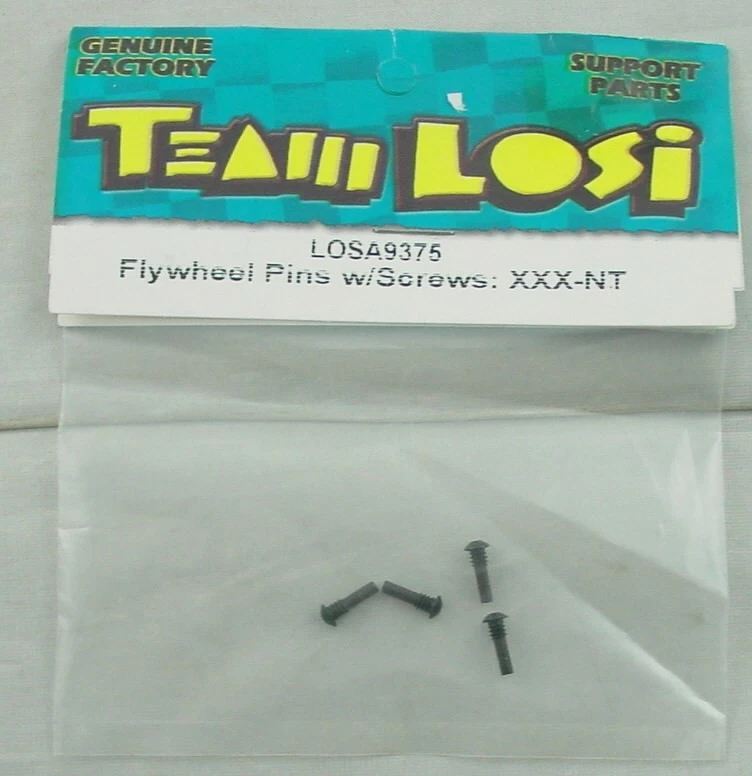 GENUINE
FACTORY
SUPPORT
PARTS
TEAM LOSi
LOSA9375
Flywheel Pins w/Screws: XXX-NT